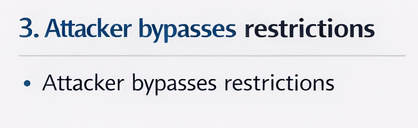 3. Attacker bypasses restrictions
• Attacker bypasses restrictions